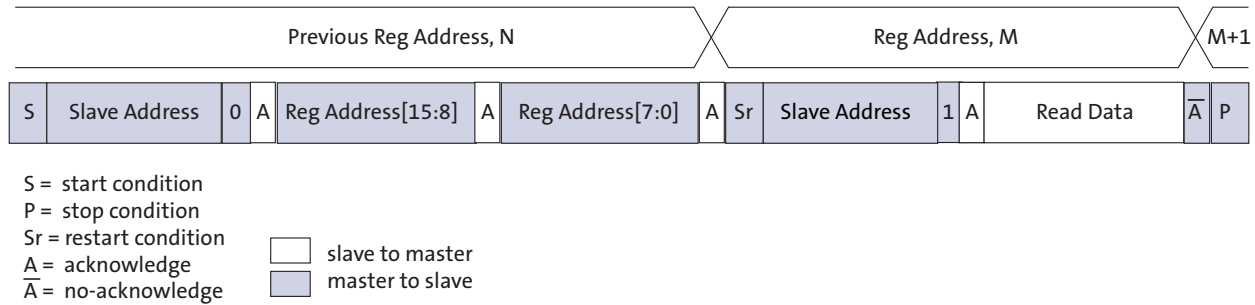 Previous Reg Address, N Reg Address, M M+1
S Slave Address 0 A Reg Address[15:8] A Reg Address[7:0] A Sr Slave Address 1 A Read Data A̅ P
S = start condition
P = stop condition
Sr = restart condition
A = acknowledge
A̅ = no-acknowledge
slave to master
master to slave